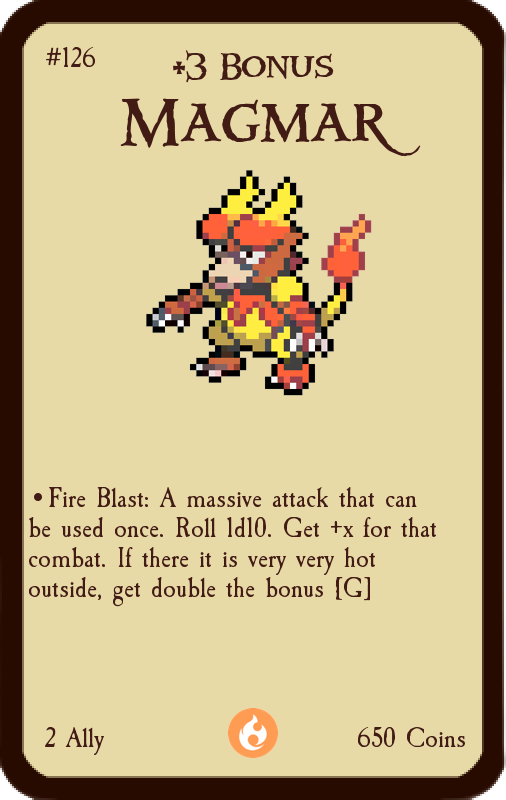 #126
+3 Bonus
Magmar
•Fire Blast: A massive attack that can
be used once. Roll 1d10. Get +x for that
combat. If there it is very very hot
outside, get double the bonus [G]
2 Ally
650 Coins